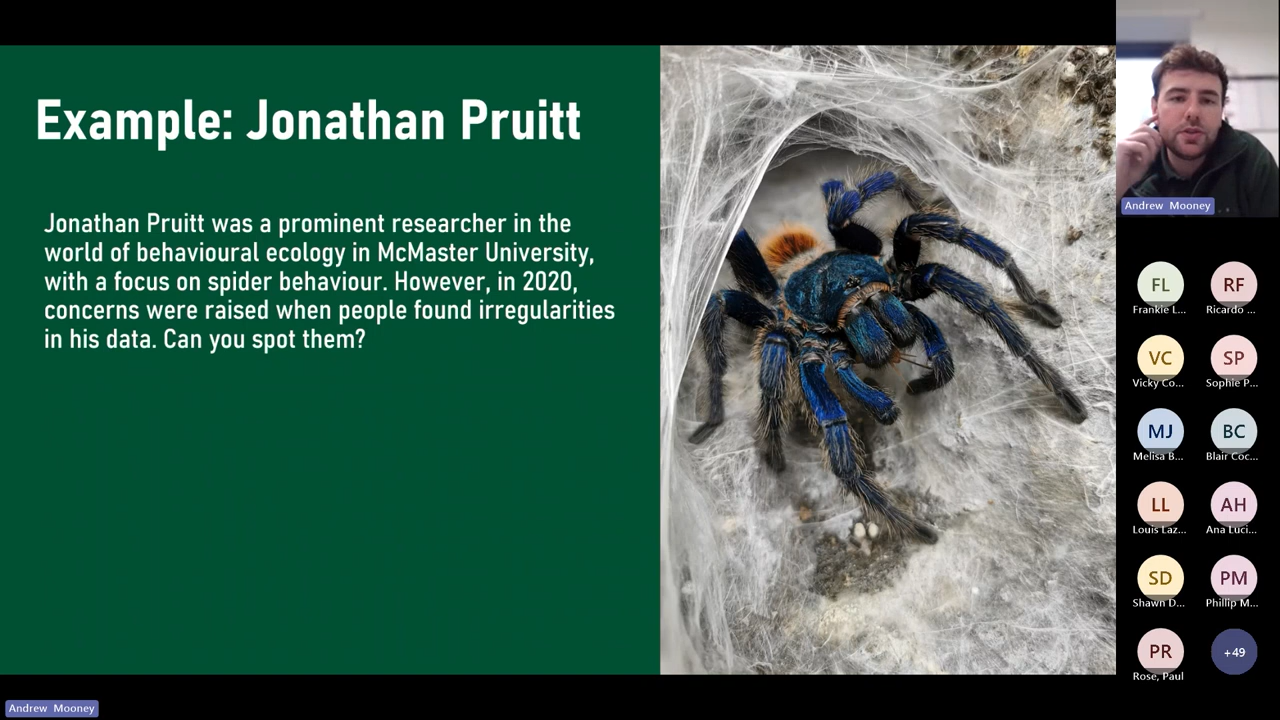 Example: Jonathan Pruitt
Jonathan Pruitt was a prominent researcher in the
world of behavioural ecology in McMaster University,
with a focus on spider behaviour. However, in 2020,
concerns were raised when people found irregularities
in his data. Can you spot them?
Andrew Mooney
FL
RF
Frankie L...
Ricardo ...
VC
SP
Vicky Co...
Sophie P...
MJ
BC
Melisa B...
Blair Coc...
LL
AH
Louis Laz...
Ana Luci...
SD
PM
Shawn D...
Phillip M...
PR
+49
Rose, Paul
Andrew Mooney